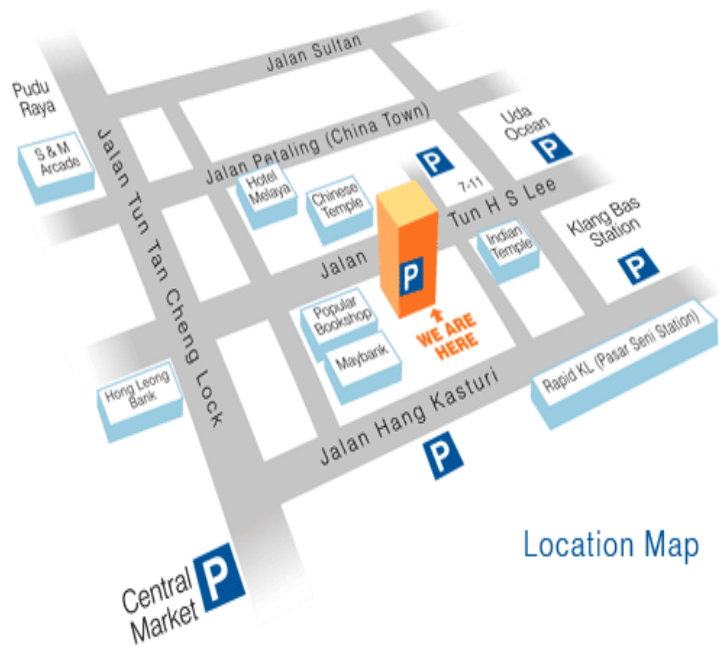 Jalan Sultan
Pudu
Raya
S & M
Arcade
Jalan Petaling (China Town)
P
Uda
Ocean
P
Hotel
Melaya
Chinese
Temple
7-11
Jalan Tun H S Lee
Jalan Tun Tan Cheng Lock
Indian
Temple
Klang Bas
Station
P
P
Popular
Bookshop
WE ARE
HERE
Maybank
Rapid KL (Pasar Seni Station)
Hong Leong
Bank
Jalan Hang Kasturi
P
Location Map
Central
Market
P